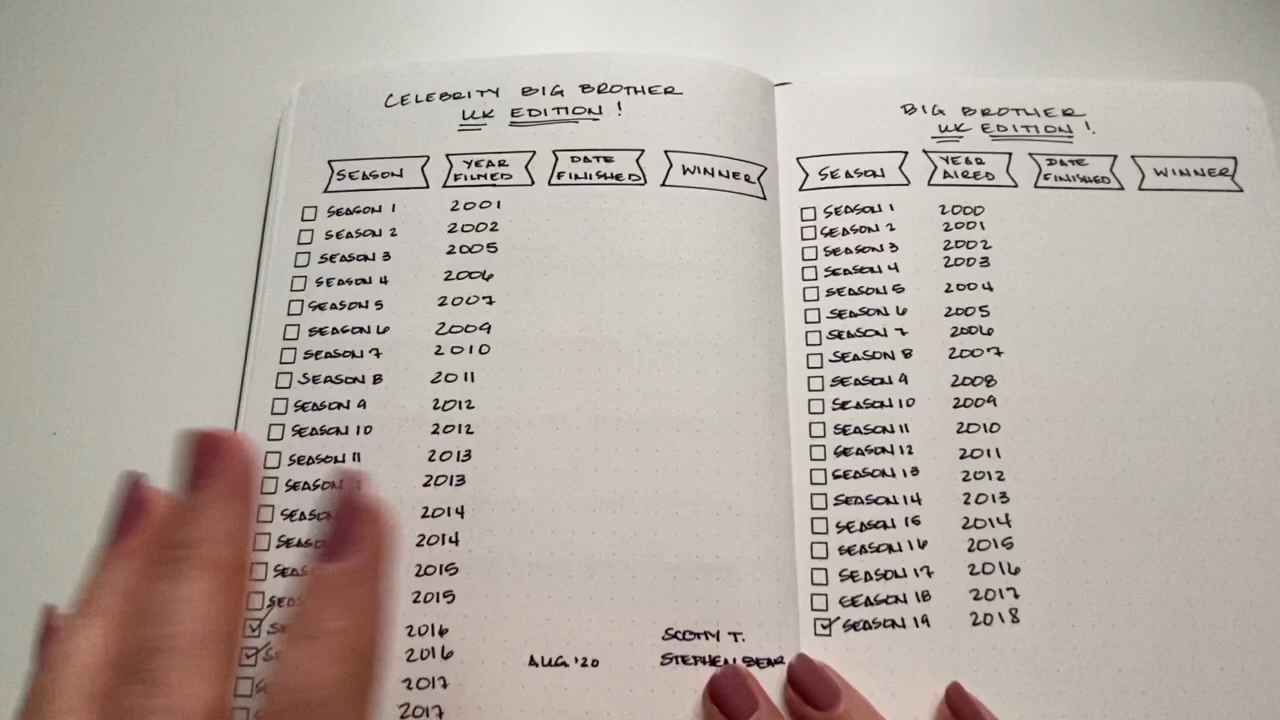 CELEBRITY BIG BROTHER
UK EDITION!
SEASON YEAR FILMED DATE FINISHED WINNER
SEASON 1 2001
SEASON 2 2002
SEASON 3 2005
SEASON 4 2006
SEASON 5 2007
SEASON 6 2009
SEASON 7 2010
SEASON 8 2011
SEASON 9 2012
SEASON 10 2012
SEASON 11 2013
SEASON 2013
2014
2014
2015
2015
2016 SCOTTY T.
2016 AUG.'20 STEPHEN BEAR
2017
2017
BIG BROTHER
UK EDITION!
SEASON YEAR AIRED DATE FINISHED WINNER
SEASON 1 2000
SEASON 2 2001
SEASON 3 2002
SEASON 4 2003
SEASON 5 2004
SEASON 6 2005
SEASON 7 2006
SEASON 8 2007
SEASON 9 2008
SEASON 10 2009
SEASON 11 2010
SEASON 12 2011
SEASON 13 2012
SEASON 14 2013
SEASON 15 2014
SEASON 16 2015
SEASON 17 2016
SEASON 18 2017
SEASON 19 2018